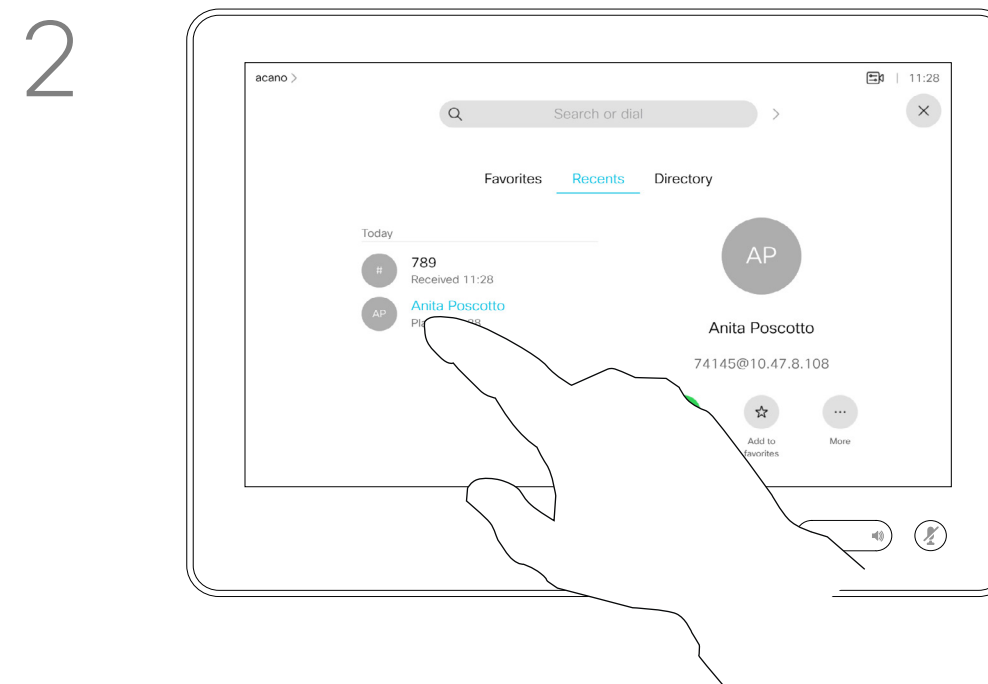 2
acano >
11:28
Search or dial
Favorites Recents Directory
Today
#
789
Received 11:28
AP
Anita Poscotto
AP
Anita Poscotto
74145@10.47.8.108
Add to
favorites
More